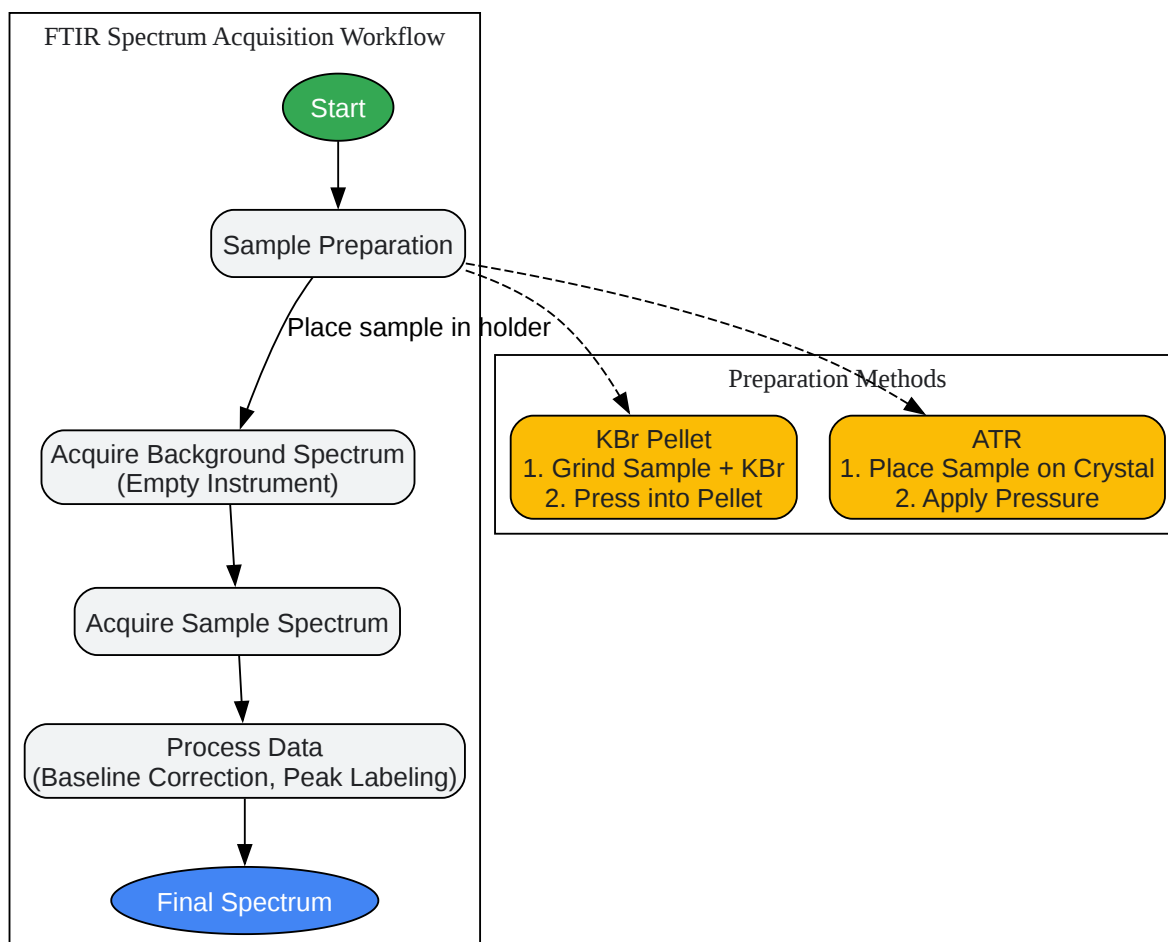 FTIR Spectrum Acquisition Workflow
Start
Sample Preparation
Place sample in holder
Preparation Methods
KBr Pellet
1. Grind Sample + KBr
2. Press into Pellet
ATR
1. Place Sample on Crystal
2. Apply Pressure
Acquire Background Spectrum
(Empty Instrument)
Acquire Sample Spectrum
Process Data
(Baseline Correction, Peak Labeling)
Final Spectrum